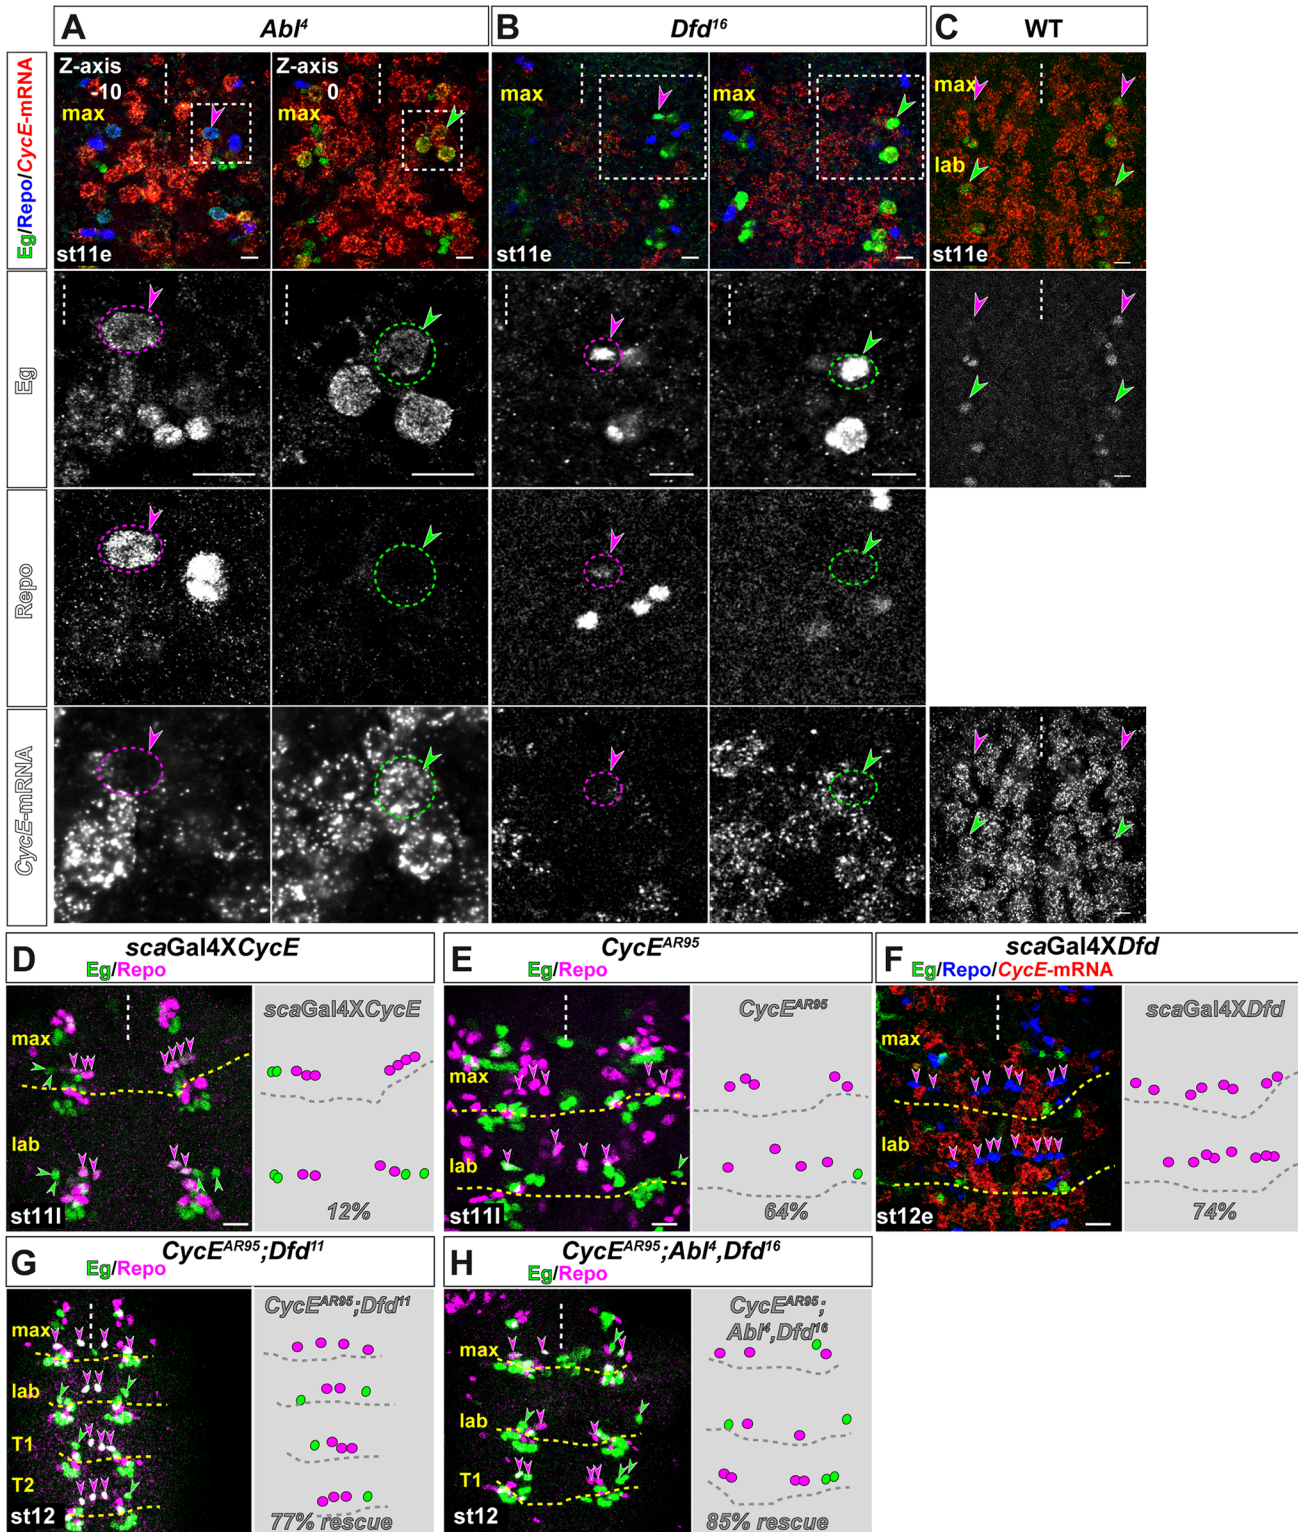 A Abl⁴
B Dfd¹⁶
C WT
Eg/Repo/CycE-mRNA
Z-axis
-10
max
st11e
Z-axis
0
max
max
st11e
max
lab
st11e
Eg
Repo
CycE-mRNA
D scaGal4XCycE
Eg/Repo
max
lab
st11l
scaGal4XCycE
12%
E CycEᴬᴿ⁹⁵
Eg/Repo
max
lab
st11l
CycEᴬᴿ⁹⁵
64%
F scaGal4XDfd
Eg/Repo/CycE-mRNA
max
lab
st12e
scaGal4XDfd
74%
G CycEᴬᴿ⁹⁵;Dfd¹¹
Eg/Repo
max
lab
T1
T2
st12
CycEᴬᴿ⁹⁵;Dfd¹¹
77% rescue
H CycEᴬᴿ⁹⁵;Abl⁴,Dfd¹⁶
Eg/Repo
max
lab
T1
st12
CycEᴬᴿ⁹⁵;
Abl⁴,Dfd¹⁶
85% rescue